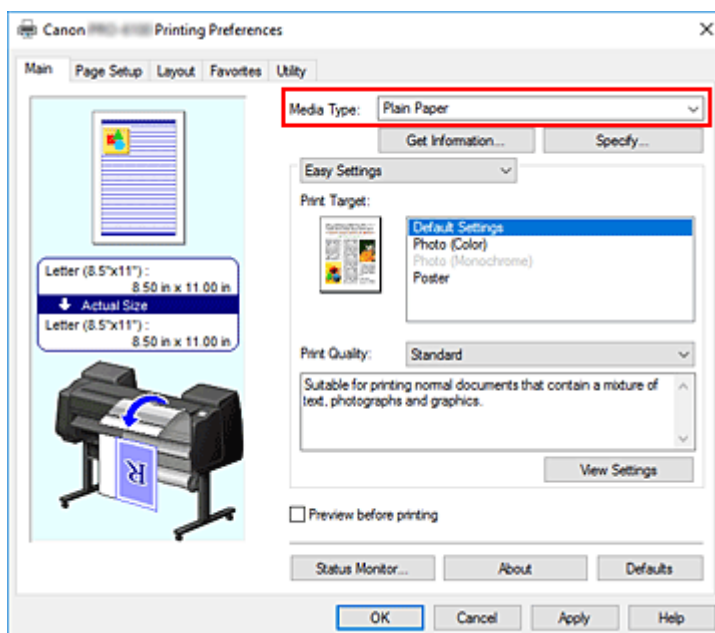 Canon Printing Preferences
Main Page Setup Layout Favorites Utility
Media Type: Plain Paper
Get Information... Specify...
Easy Settings
Print Target:
Default Settings
Photo (Color)
Photo (Monochrome)
Poster
Letter (8.5"x11") :
8.50 in x 11.00 in
Actual Size
Letter (8.5"x11") :
8.50 in x 11.00 in
R
Print Quality: Standard
Suitable for printing normal documents that contain a mixture of
text, photographs and graphics.
View Settings
Preview before printing
Status Monitor... About Defaults
OK Cancel Apply Help